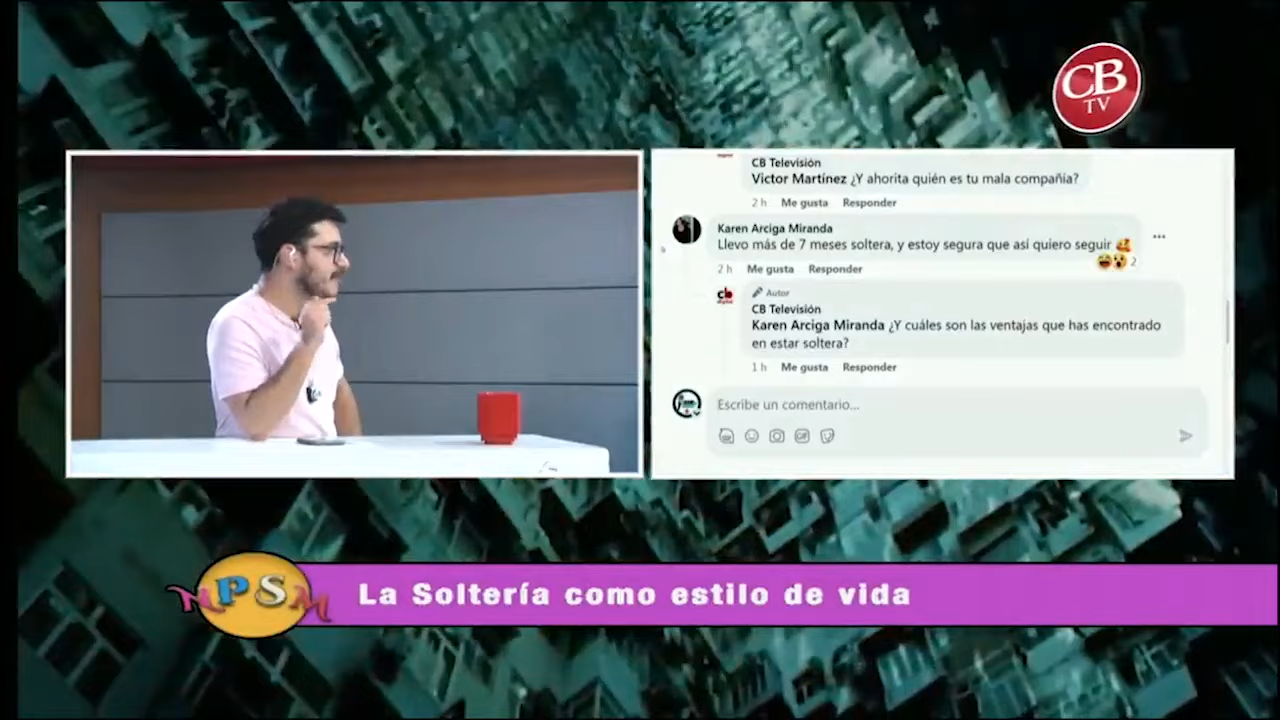 CB
TV
CB Televisión
Victor Martínez ¿Y ahorita quién es tu mala compañia?
2 h Me gusta Responder
Karen Arciga Miranda
Llevo más de 7 meses soltera, y estoy segura que así quiero seguir
2
2 h Me gusta Responder
cb
Autor
CB Televisión
Karen Arciga Miranda ¿Y cuáles son las ventajas que has encontrado
en estar soltera?
1 h Me gusta Responder
Escribe un comentario...
NPSM
La Soltería como estilo de vida